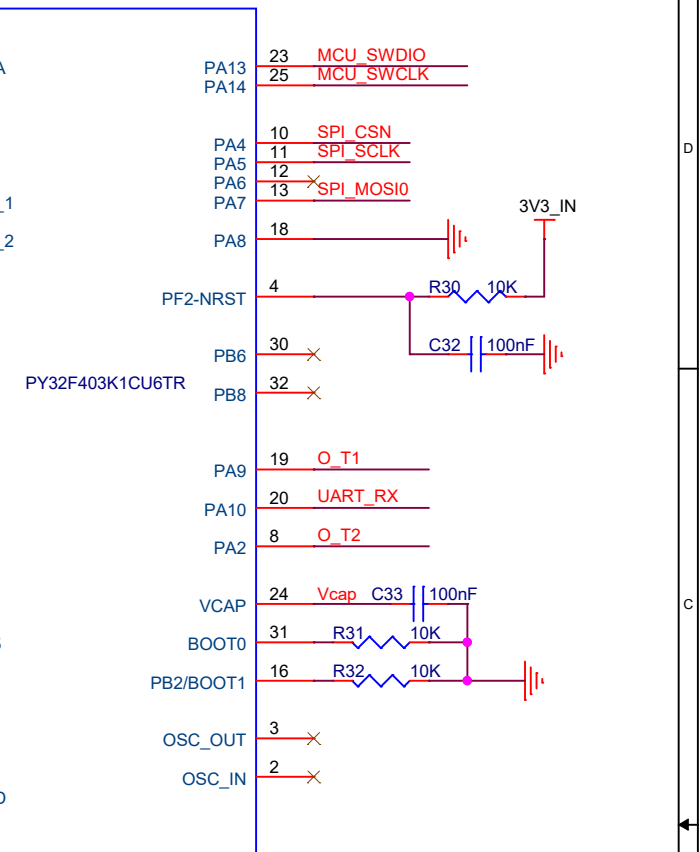 A
PA13 23 MCU_SWDIO
PA14 25 MCU_SWCLK
D
PA4 10 SPI_CSN
PA5 11 SPI_SCLK
PA6 12
_1
PA7 13 SPI_MOSI0
3V3_IN
_2
PA8 18
PF2-NRST 4 R30 10K
PB6 30 C32 100nF
PY32F403K1CU6TR
PB8 32
PA9 19 O_T1
PA10 20 UART_RX
PA2 8 O_T2
VCAP 24 Vcap C33 100nF
C
BOOT0 31 R31 10K
PB2/BOOT1 16 R32 10K
OSC_OUT 3
OSC_IN 2